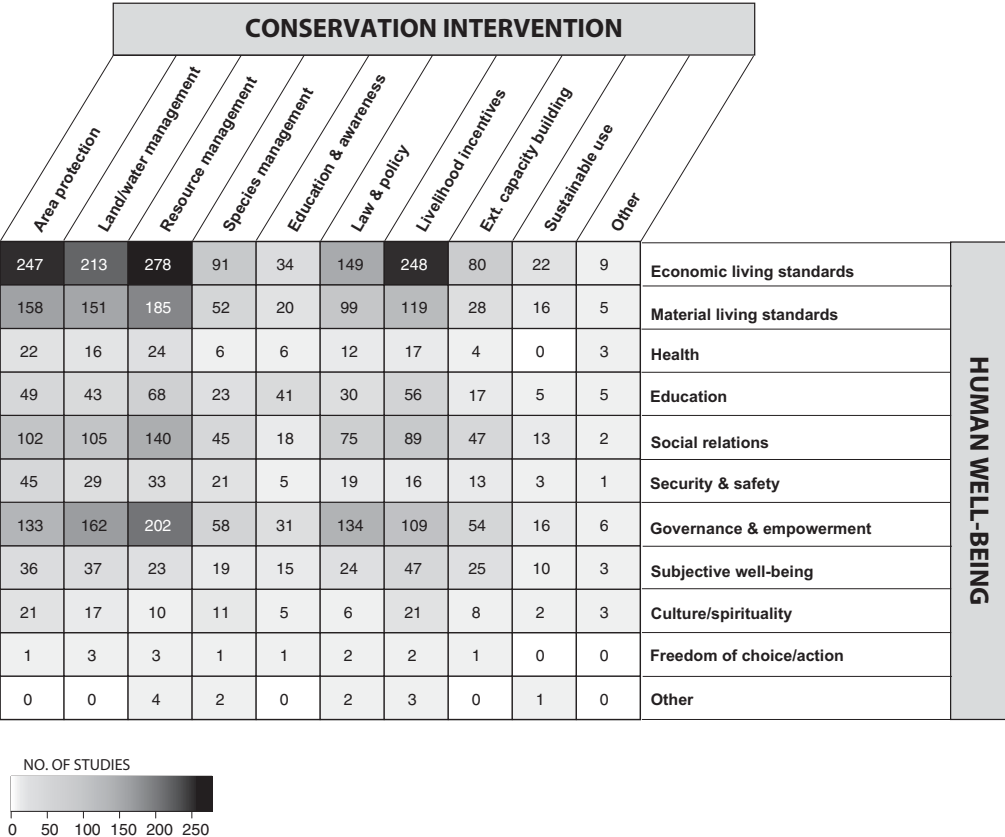 CONSERVATION INTERVENTION
Area protection
Land/water management
Resource management
Species management
Education & awareness
Law & policy
Livelihood incentives
Ext. capacity building
Sustainable use
Other
247 213 278 91 34 149 248 80 22 9 Economic living standards
158 151 185 52 20 99 119 28 16 5 Material living standards
22 16 24 6 6 12 17 4 0 3 Health
49 43 68 23 41 30 56 17 5 5 Education
102 105 140 45 18 75 89 47 13 2 Social relations
45 29 33 21 5 19 16 13 3 1 Security & safety
133 162 202 58 31 134 109 54 16 6 Governance & empowerment
36 37 23 19 15 24 47 25 10 3 Subjective well-being
21 17 10 11 5 6 21 8 2 3 Culture/spirituality
1 3 3 1 1 2 2 1 0 0 Freedom of choice/action
0 0 4 2 0 2 3 0 1 0 Other
HUMAN WELL-BEING
NO. OF STUDIES
0 50 100 150 200 250